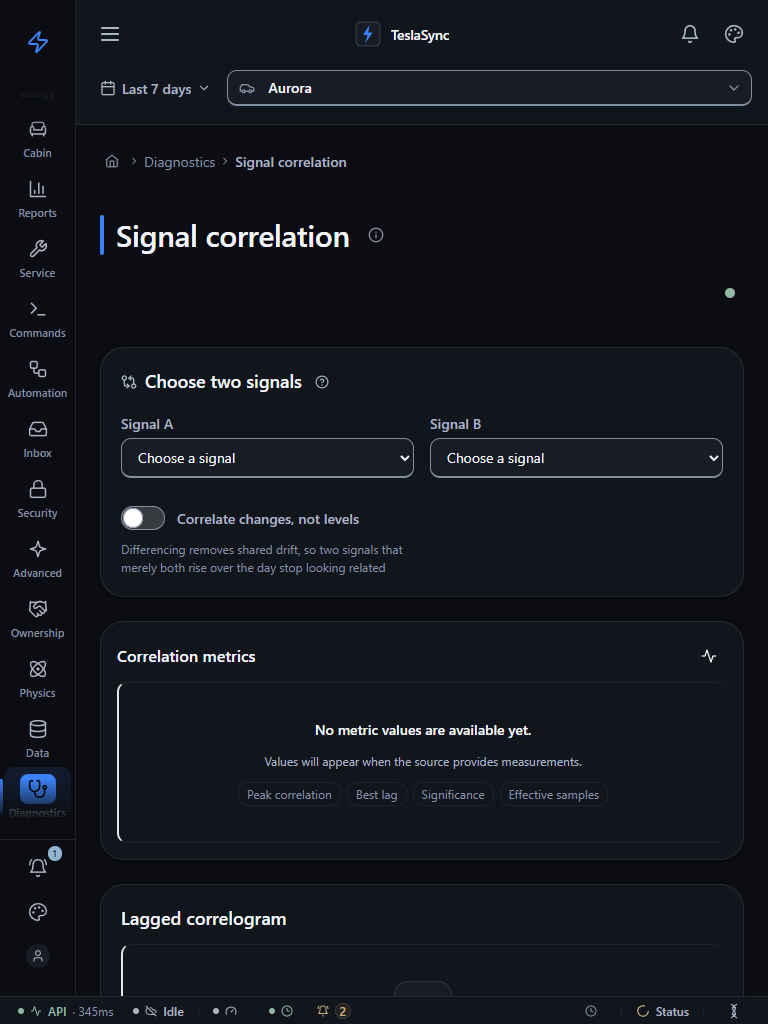 TeslaSync
Last 7 days
Aurora
Energy
Cabin
Reports
Service
Commands
Automation
Inbox
Security
Advanced
Ownership
Physics
Data
Diagnostics
1
Diagnostics
Signal correlation
Signal correlation
Choose two signals
Signal A
Signal B
Choose a signal
Choose a signal
Correlate changes, not levels
Differencing removes shared drift, so two signals that
merely both rise over the day stop looking related
Correlation metrics
No metric values are available yet.
Values will appear when the source provides measurements.
Peak correlation
Best lag
Significance
Effective samples
Lagged correlogram
API · 345ms
Idle
2
Status